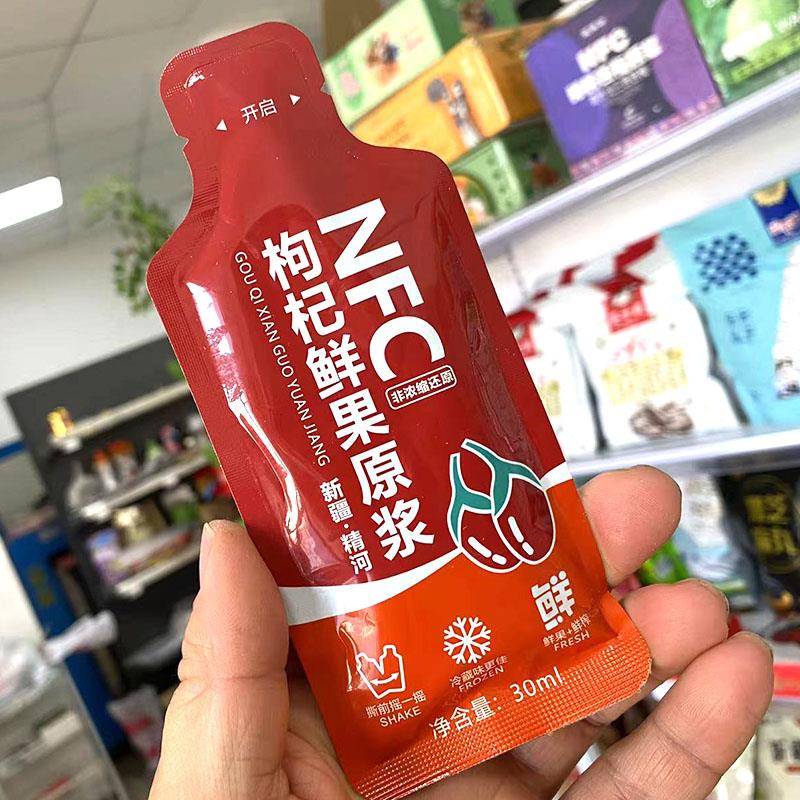 开启
NFC
非浓缩还原
枸杞鲜果原浆
GOU QI XIAN GUO YUAN JIANG
新疆·精河
撕前摇一摇
SHAKE
冷藏味更佳
FROZEN
鲜
鲜果+鲜榨
FRESH
净含量: 30ml
NFC